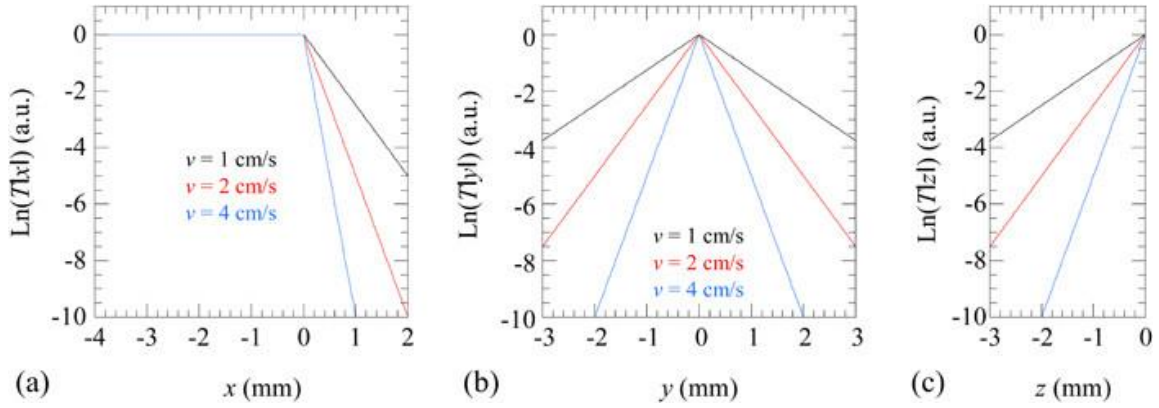 0
-2
-4
-6
-8
-10
-4 -3 -2 -1 0 1 2
Ln(T|x|) (a.u.)
v = 1 cm/s
v = 2 cm/s
v = 4 cm/s
(a)
x (mm)
0
-2
-4
-6
-8
-10
-3 -2 -1 0 1 2 3
Ln(T|y|) (a.u.)
v = 1 cm/s
v = 2 cm/s
v = 4 cm/s
(b)
y (mm)
0
-2
-4
-6
-8
-10
-3 -2 -1 0
Ln(T|z|) (a.u.)
(c)
z (mm)